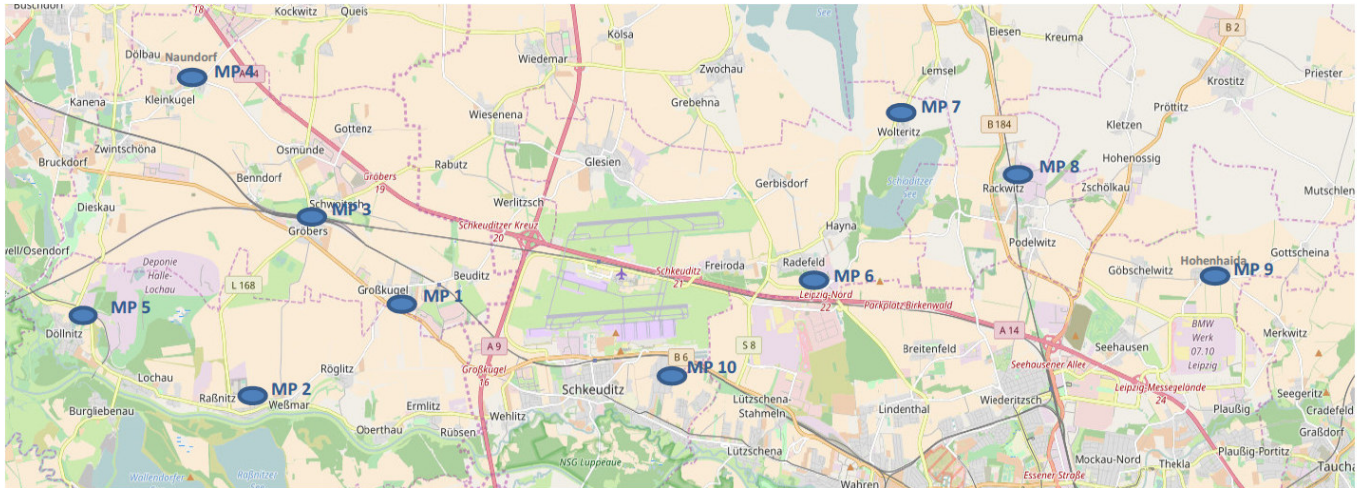 Buschdorf
18
Kockwitz
Queis
Kölsa
See
Biesen
Kreuma
B 2
Dölbau
Naundorf
MP 4
Wiedemar
Zwochau
Lemsel
Krostitz
Priester
Kanena
Kleinkugel
Grebehna
MP 7
B 184
Pröttitz
Wiesenena
Wolteritz
Kletzen
Gottenz
Zwintschöna
Bruckdorf
Osmünde
Rabutz
Glesien
Hohenossig
MP 8
Benndorf
Gröbers
19
Gerbisdorf
Schladitzer
See
Rackwitz
Zschölkau
Mutschlen
Dieskau
Schwoitsch
MP 3
Werlitzsch
Gröbers
Schkeuditzer Kreuz
20
Hayna
Podelwitz
Gottscheina
well/Osendorf
Deponie
Halle-
Lochau
Beuditz
Schkeuditz
21
Freiroda
Radefeld
MP 6
Göbschelwitz
Hohenhaida
MP 9
L 168
Großkugel
MP 1
Leipzig-Nord
22
Parkplatz Birkenwald
MP 5
Döllnitz
A 14
BMW
Werk
07.10
Leipzig
Merkwitz
A 9
S 8
Breitenfeld
Seehausen
Röglitz
Großkugel
16
B 6
MP 10
Seehausener Allee
Leipzig-Messegelände
24
Lochau
Raßnitz
MP 2
Weßmar
Schkeuditz
Lützschena-
Stahmeln
Lindenthal
Wiederitzsch
Plaußig
Seegeritz
Burgliebenau
Ermlitz
Wehlitz
Cradefeld
Oberthau
Rübsen
Graßdorf
NSG Luppeaue
Lützschena
Mockau-Nord
Plaußig-Portitz
Wallendorfer
Raßnitzer
Wahren
Essener Straße
Thekla
Taucha